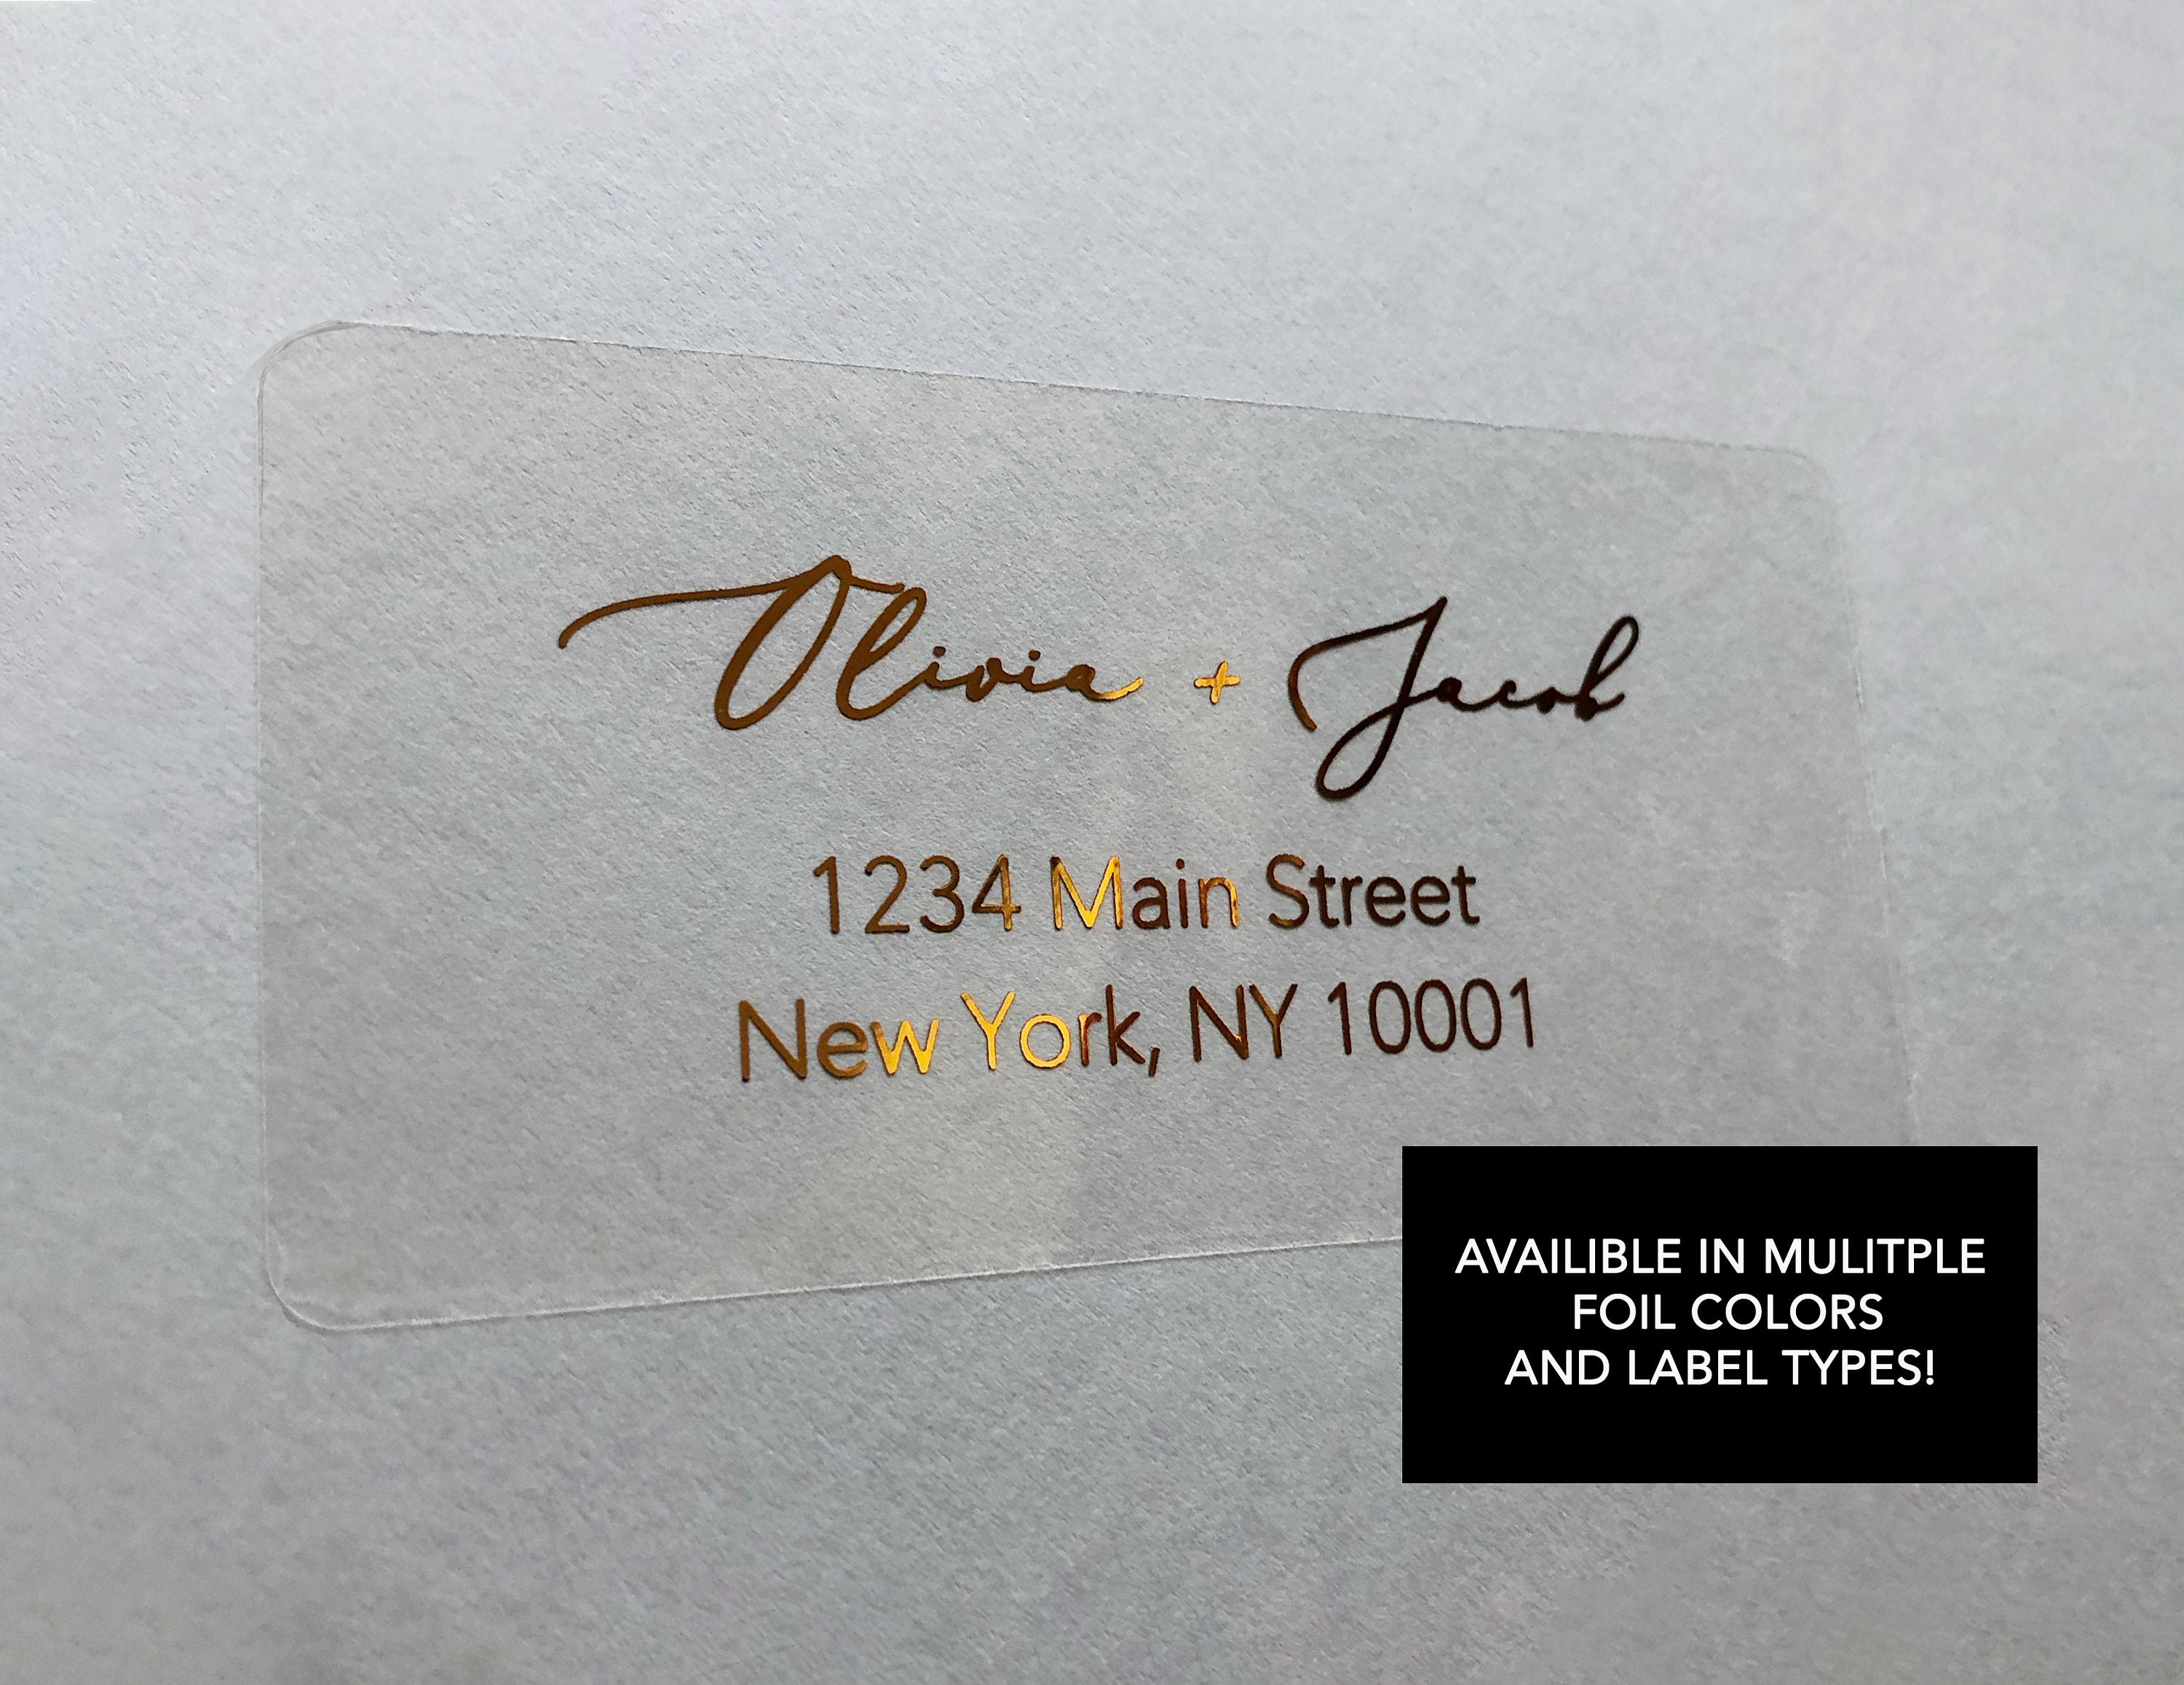 Olivia + Jacob
1234 Main Street
New York, NY 10001
AVAILIBLE IN MULITPLE
FOIL COLORS
AND LABEL TYPES!